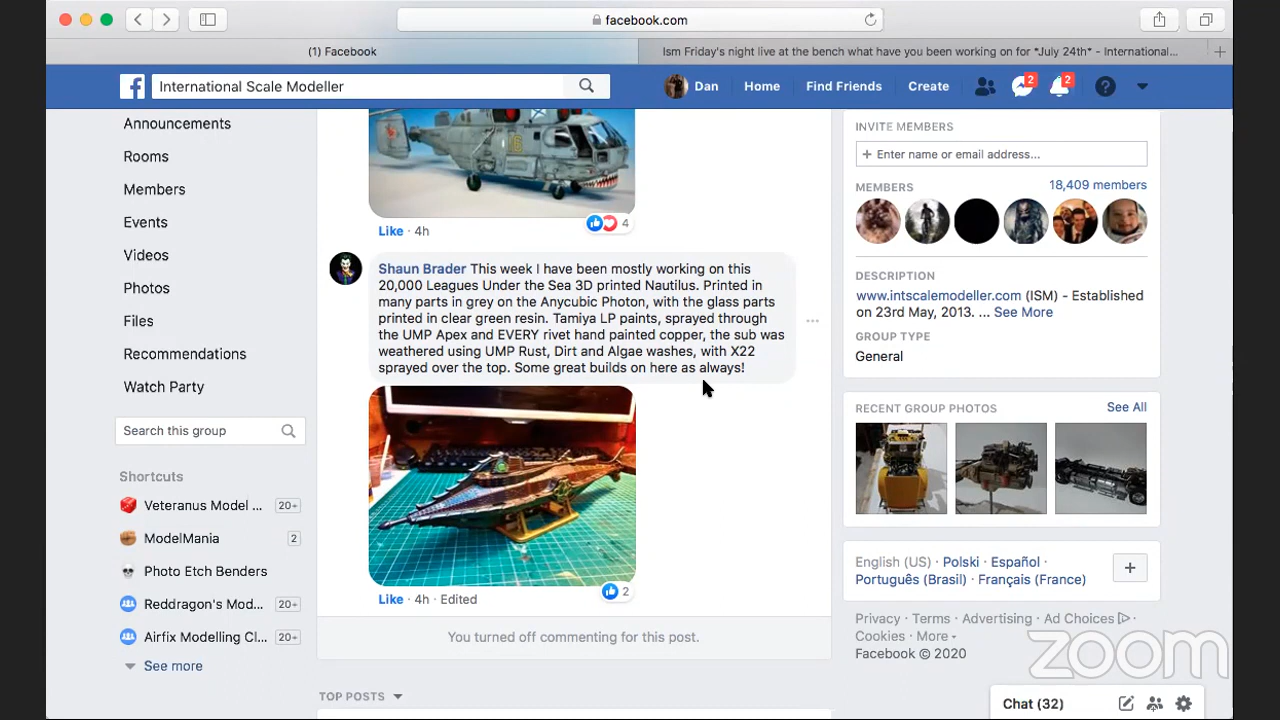 facebook.com
(1) Facebook
Ism Friday's night live at the bench what have you been working on for *July 24th* - International...
International Scale Modeller
Dan
Home
Find Friends
Create
2
2
Announcements
Rooms
Members
Events
Videos
Photos
Files
Recommendations
Watch Party
Search this group
Shortcuts
Veteranus Model ...
20+
ModelMania
2
Photo Etch Benders
Reddragon's Mod...
20+
Airfix Modelling Cl...
20+
See more
16
Like · 4h
4
Shaun Brader This week I have been mostly working on this
20,000 Leagues Under the Sea 3D printed Nautilus. Printed in
many parts in grey on the Anycubic Photon, with the glass parts
printed in clear green resin. Tamiya LP paints, sprayed through
the UMP Apex and EVERY rivet hand painted copper, the sub was
weathered using UMP Rust, Dirt and Algae washes, with X22
sprayed over the top. Some great builds on here as always!
Like · 4h · Edited
2
You turned off commenting for this post.
TOP POSTS
INVITE MEMBERS
+ Enter name or email address...
MEMBERS
18,409 members
DESCRIPTION
www.intscalemodeller.com (ISM) - Established
on 23rd May, 2013. ... See More
GROUP TYPE
General
RECENT GROUP PHOTOS
See All
English (US) · Polski · Español ·
Português (Brasil) · Français (France)
Privacy · Terms · Advertising · Ad Choices ·
Cookies · More
Facebook © 2020
zoom
Chat (32)